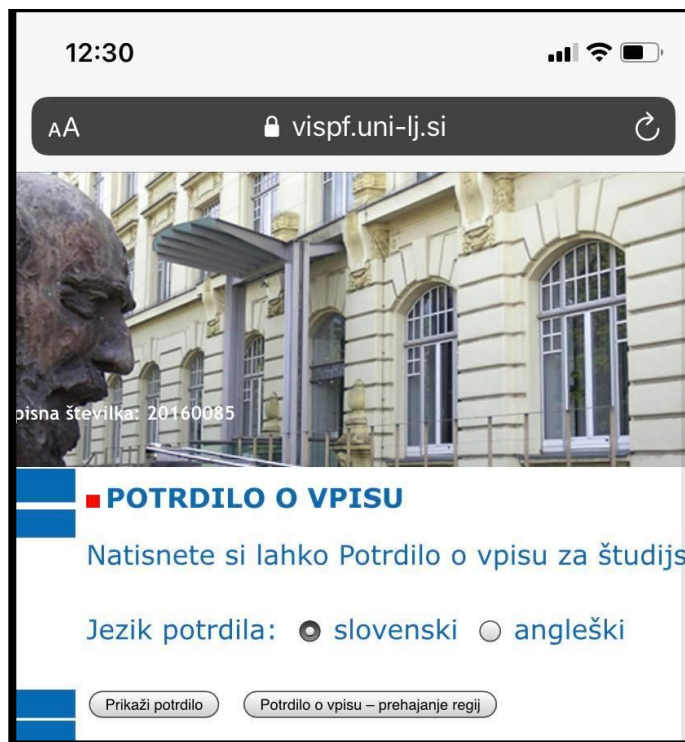 12:30
AA vispf.uni-lj.si
pisna številka: 20160085
POTRDILO O VPISU
Natisnete si lahko Potrdilo o vpisu za študijs
Jezik potrdila: slovenski angleški
Prikaži potrdilo Potrdilo o vpisu – prehajanje regij